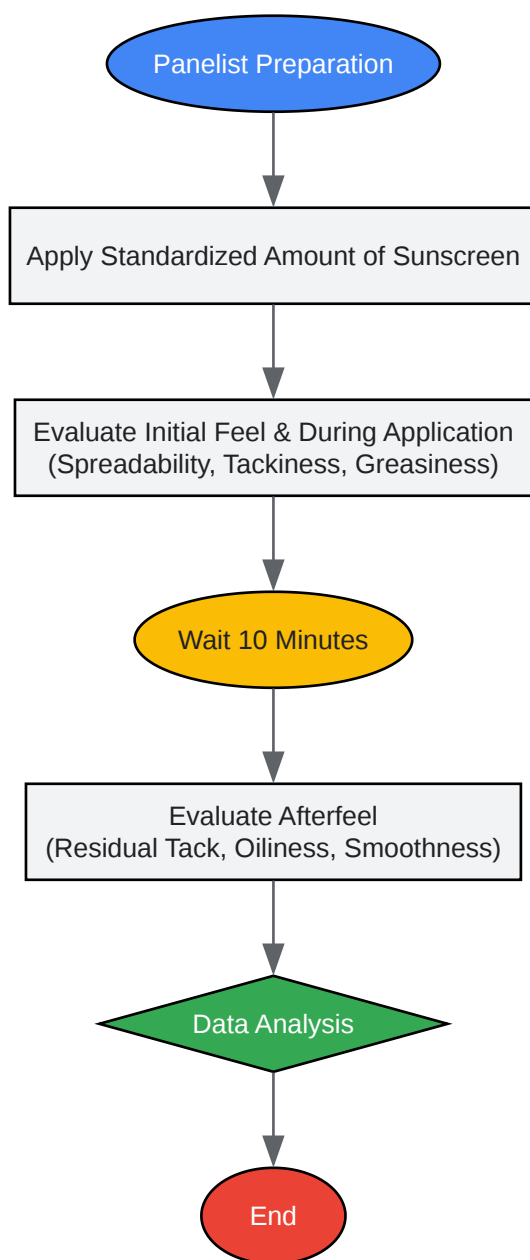 Panelist Preparation
Apply Standardized Amount of Sunscreen
Evaluate Initial Feel & During Application
(Spreadability, Tackiness, Greasiness)
Wait 10 Minutes
Evaluate Afterfeel
(Residual Tack, Oiliness, Smoothness)
Data Analysis
End